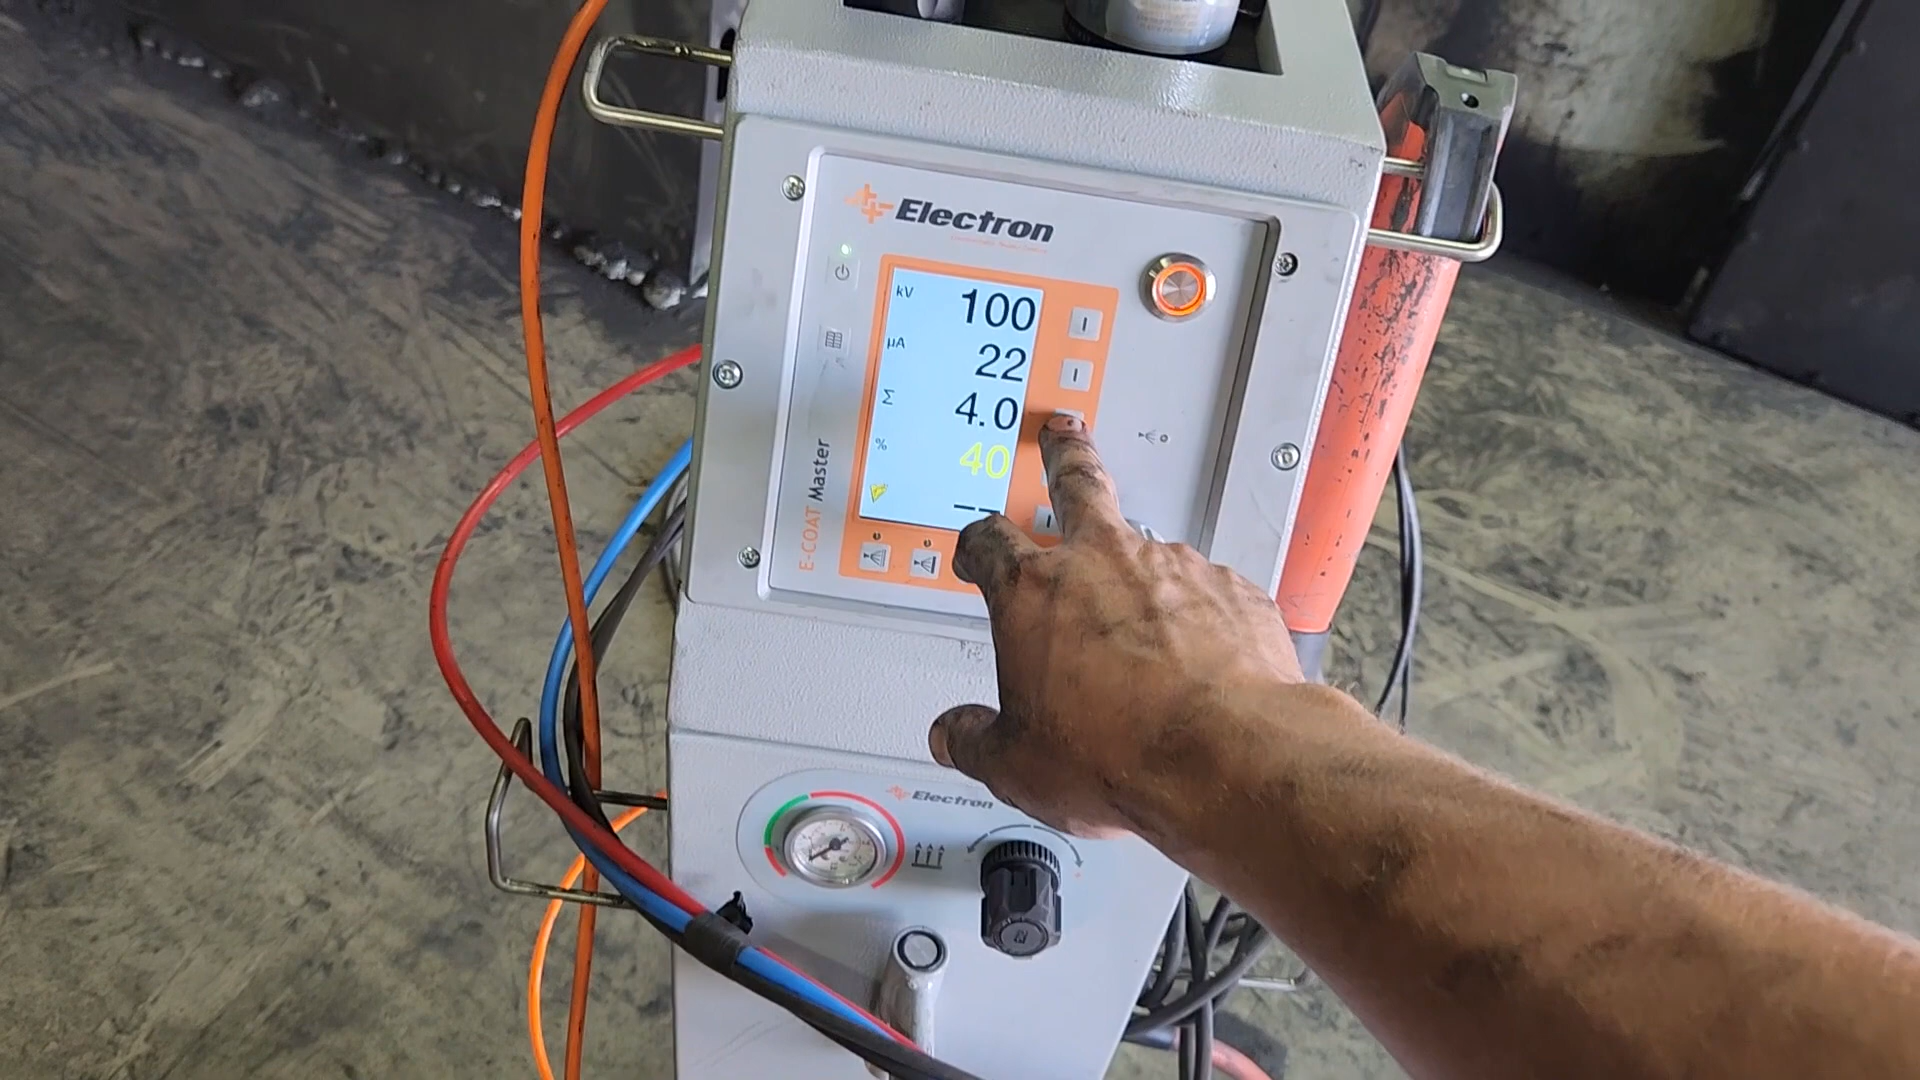 Electron
kV 100
µA 22
Σ 4.0
% 40
--
E-COAT Master
Electron